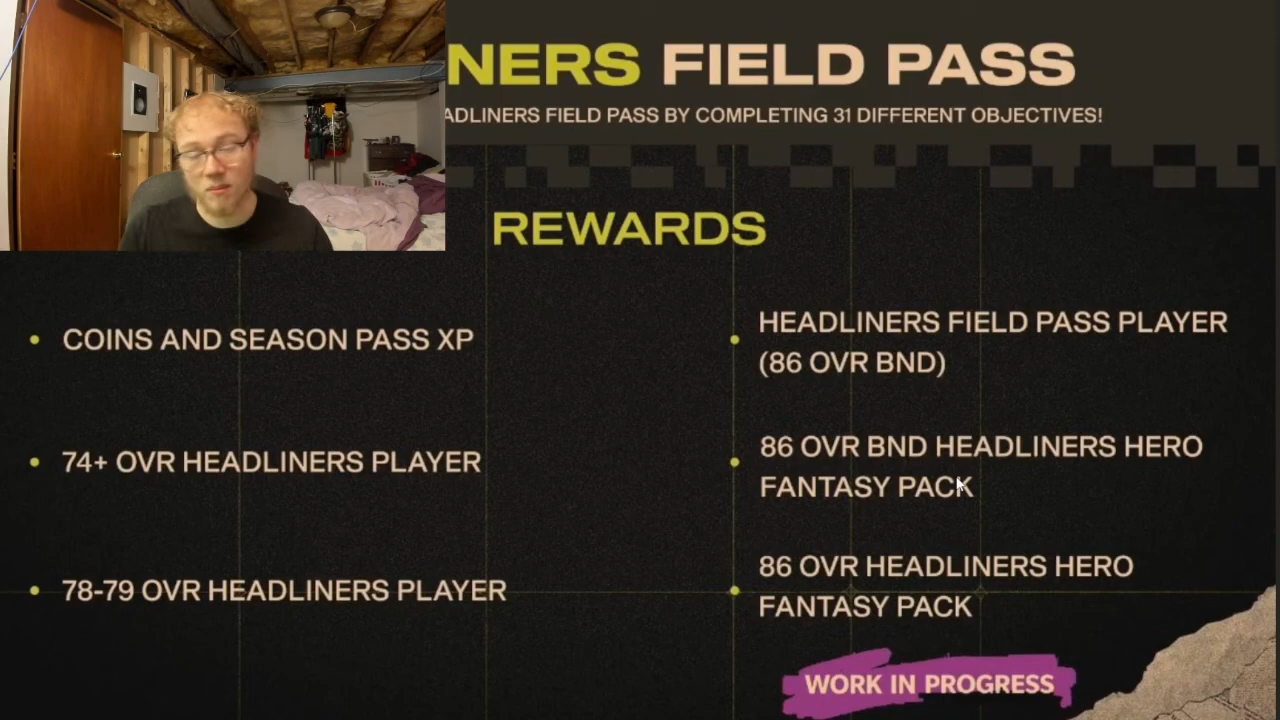 NERS FIELD PASS
ADLINERS FIELD PASS BY COMPLETING 31 DIFFERENT OBJECTIVES!
REWARDS
• COINS AND SEASON PASS XP
• 74+ OVR HEADLINERS PLAYER
• 78-79 OVR HEADLINERS PLAYER
• HEADLINERS FIELD PASS PLAYER
(86 OVR BND)
• 86 OVR BND HEADLINERS HERO
FANTASY PACK
• 86 OVR HEADLINERS HERO
FANTASY PACK
WORK IN PROGRESS